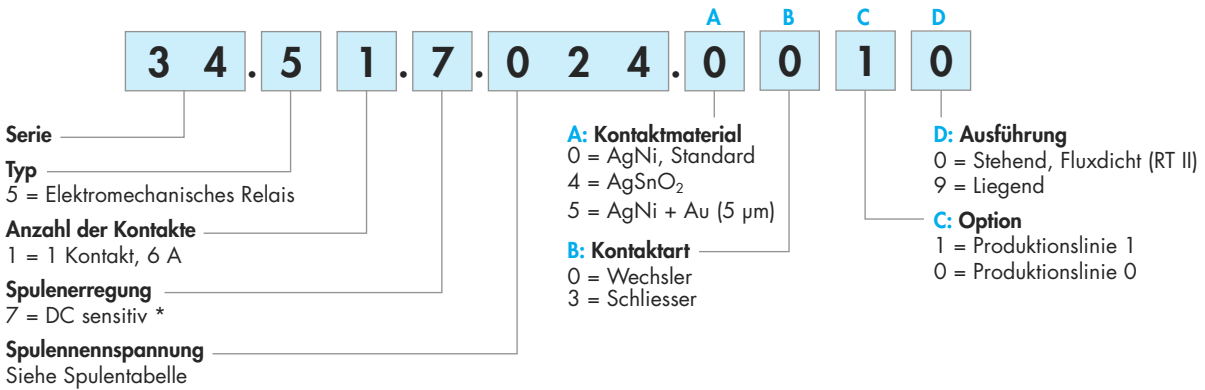 A B C D
3 4 . 5 1 . 7 . 0 2 4 . 0 0 1 0
Serie
Typ
5 = Elektromechanisches Relais
Anzahl der Kontakte
1 = 1 Kontakt, 6 A
Spulenerregung
7 = DC sensitiv *
Spulennennspannung
Siehe Spulentabelle
A: Kontaktmaterial
0 = AgNi, Standard
4 = AgSnO₂
5 = AgNi + Au (5 µm)
B: Kontaktart
0 = Wechsler
3 = Schliesser
D: Ausführung
0 = Stehend, Fluxdicht (RT II)
9 = Liegend
C: Option
1 = Produktionslinie 1
0 = Produktionslinie 0